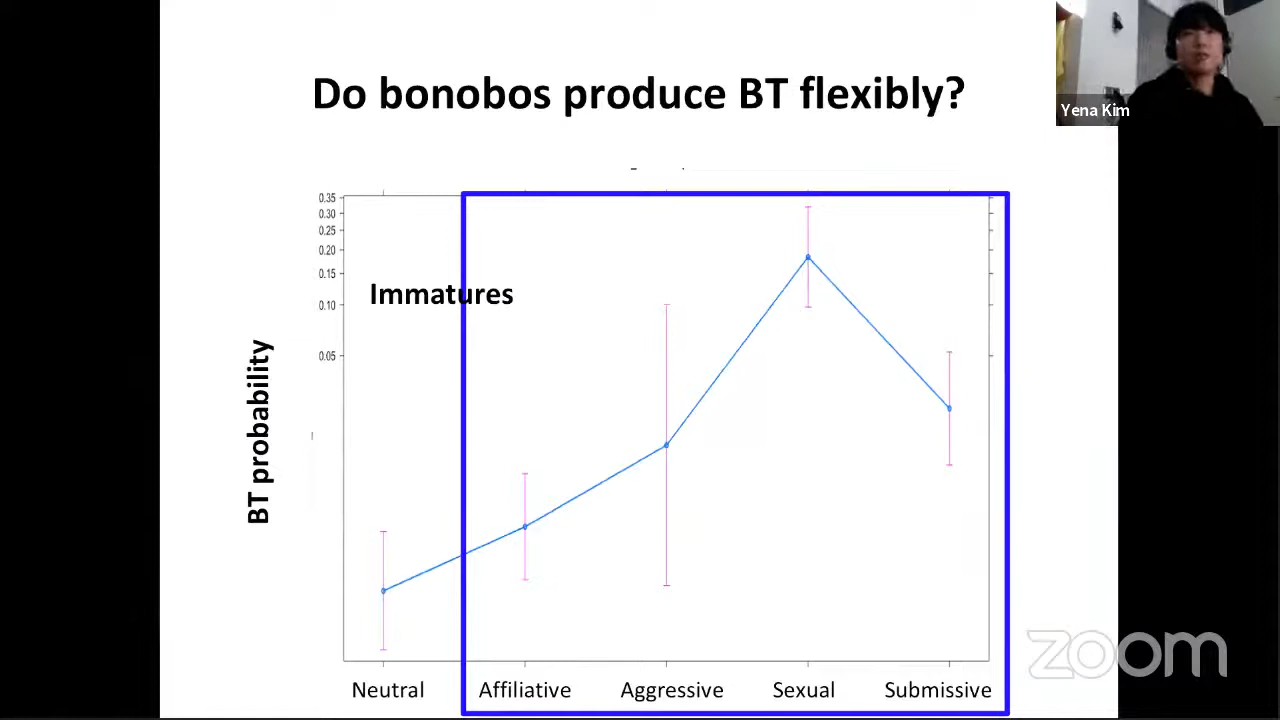 Do bonobos produce BT flexibly?
Yena Kim
0.35
0.30
0.25
0.20
0.15
0.10
0.05
Immatures
BT probability
Neutral
Affiliative
Aggressive
Sexual
Submissive
zoom